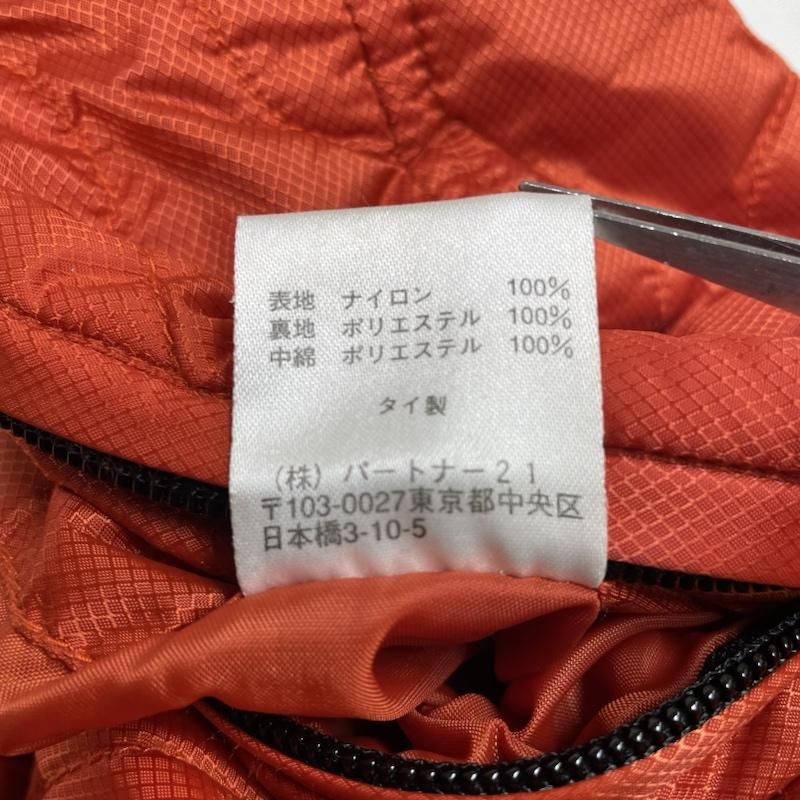 表地 ナイロン 100%
裏地 ポリエステル 100%
中綿 ポリエステル 100%
タイ製
(株) パートナー21
〒103-0027東京都中央区
日本橋3-10-5